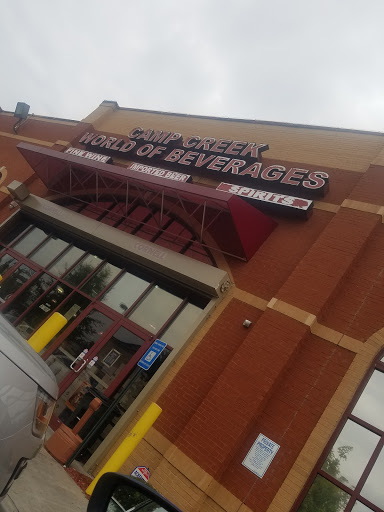 CAMP CREEK
WORLD OF BEVERAGES
FINE WINE
IMPORTED BEER
SPIRITS